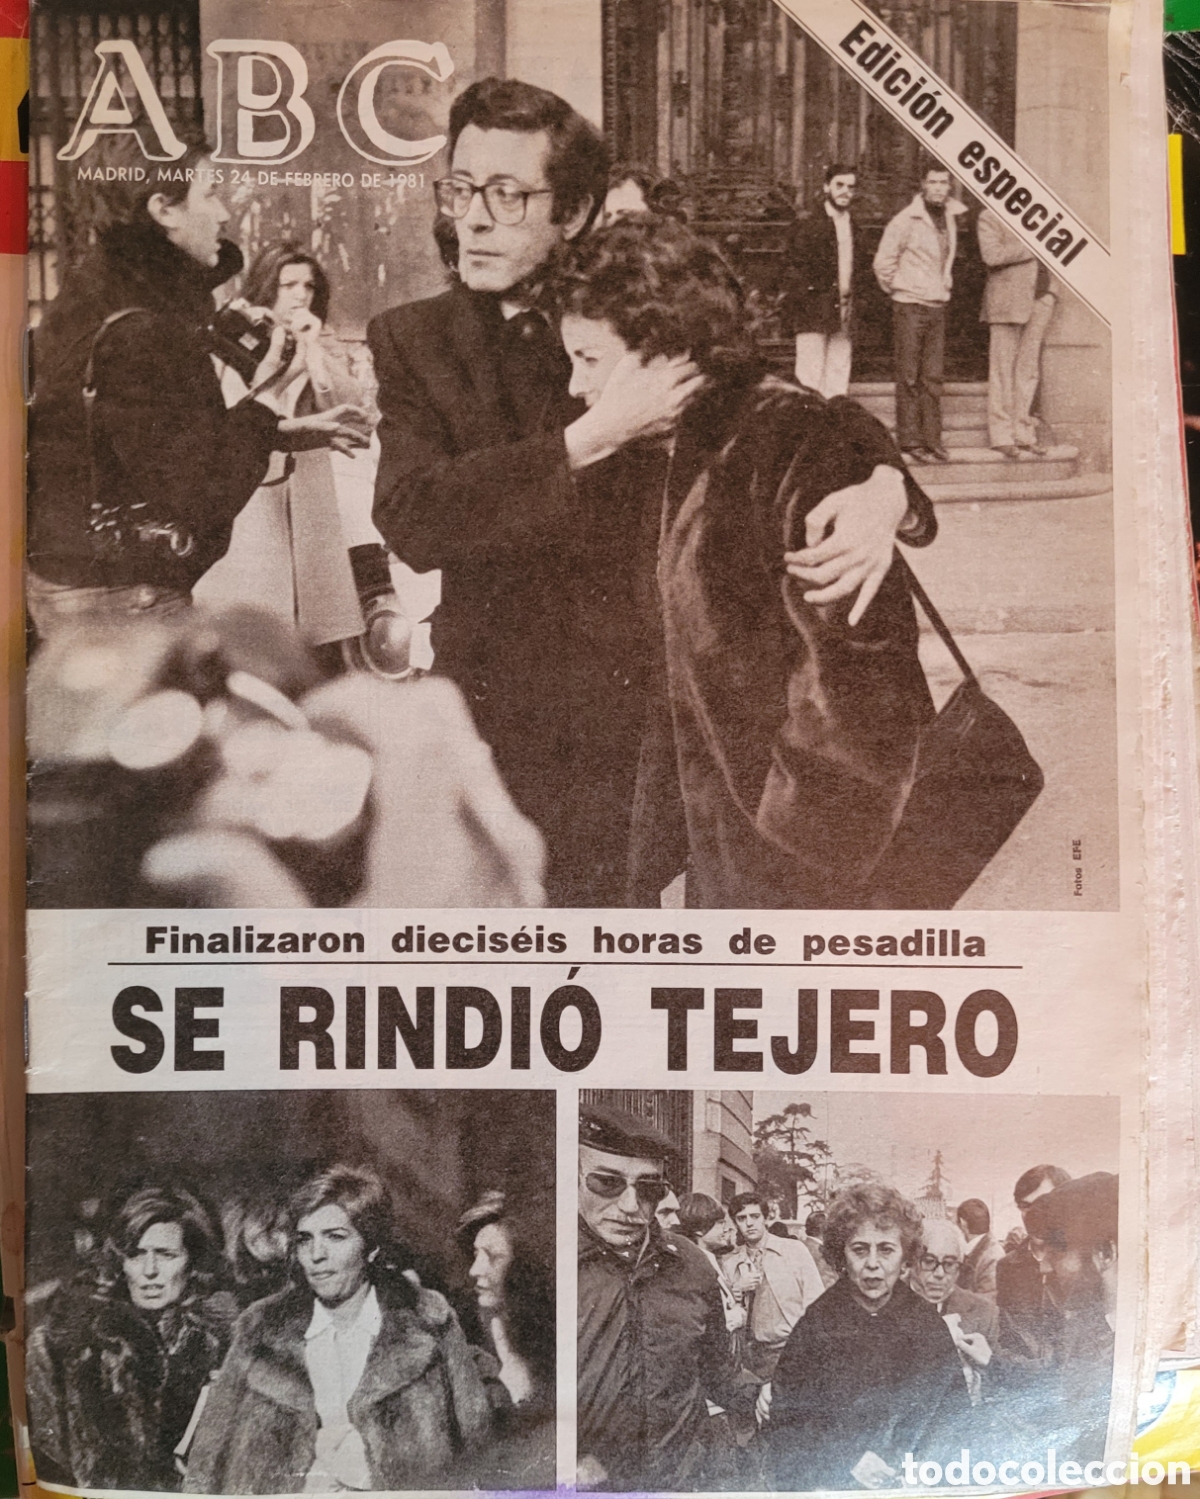 ABC
MADRID, MARTES 24 DE FEBRERO DE 1981
Edición especial
Fotos EFE
Finalizaron dieciséis horas de pesadilla
SE RINDIÓ TEJERO
todocoleccion